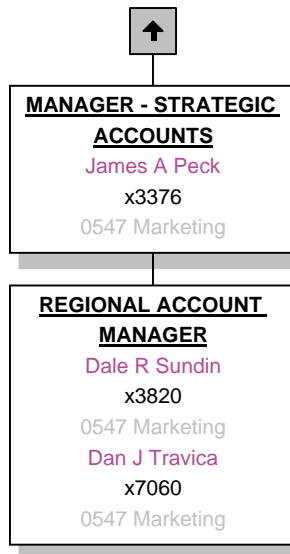 MANAGER - STRATEGIC
ACCOUNTS
James A Peck
x3376
0547 Marketing
REGIONAL ACCOUNT
MANAGER
Dale R Sundin
x3820
0547 Marketing
Dan J Travica
x7060
0547 Marketing